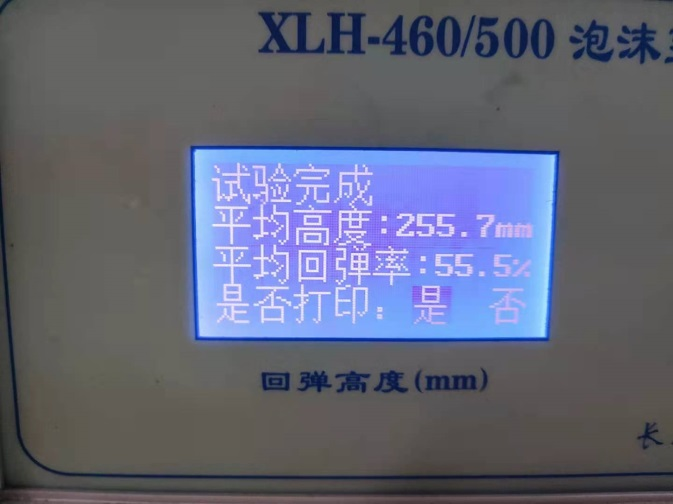 XLH-460/500 泡沫
试验完成
平均高度:255.7mm
平均回弹率:55.5%
是否打印: 是 否
回弹高度(mm)
长